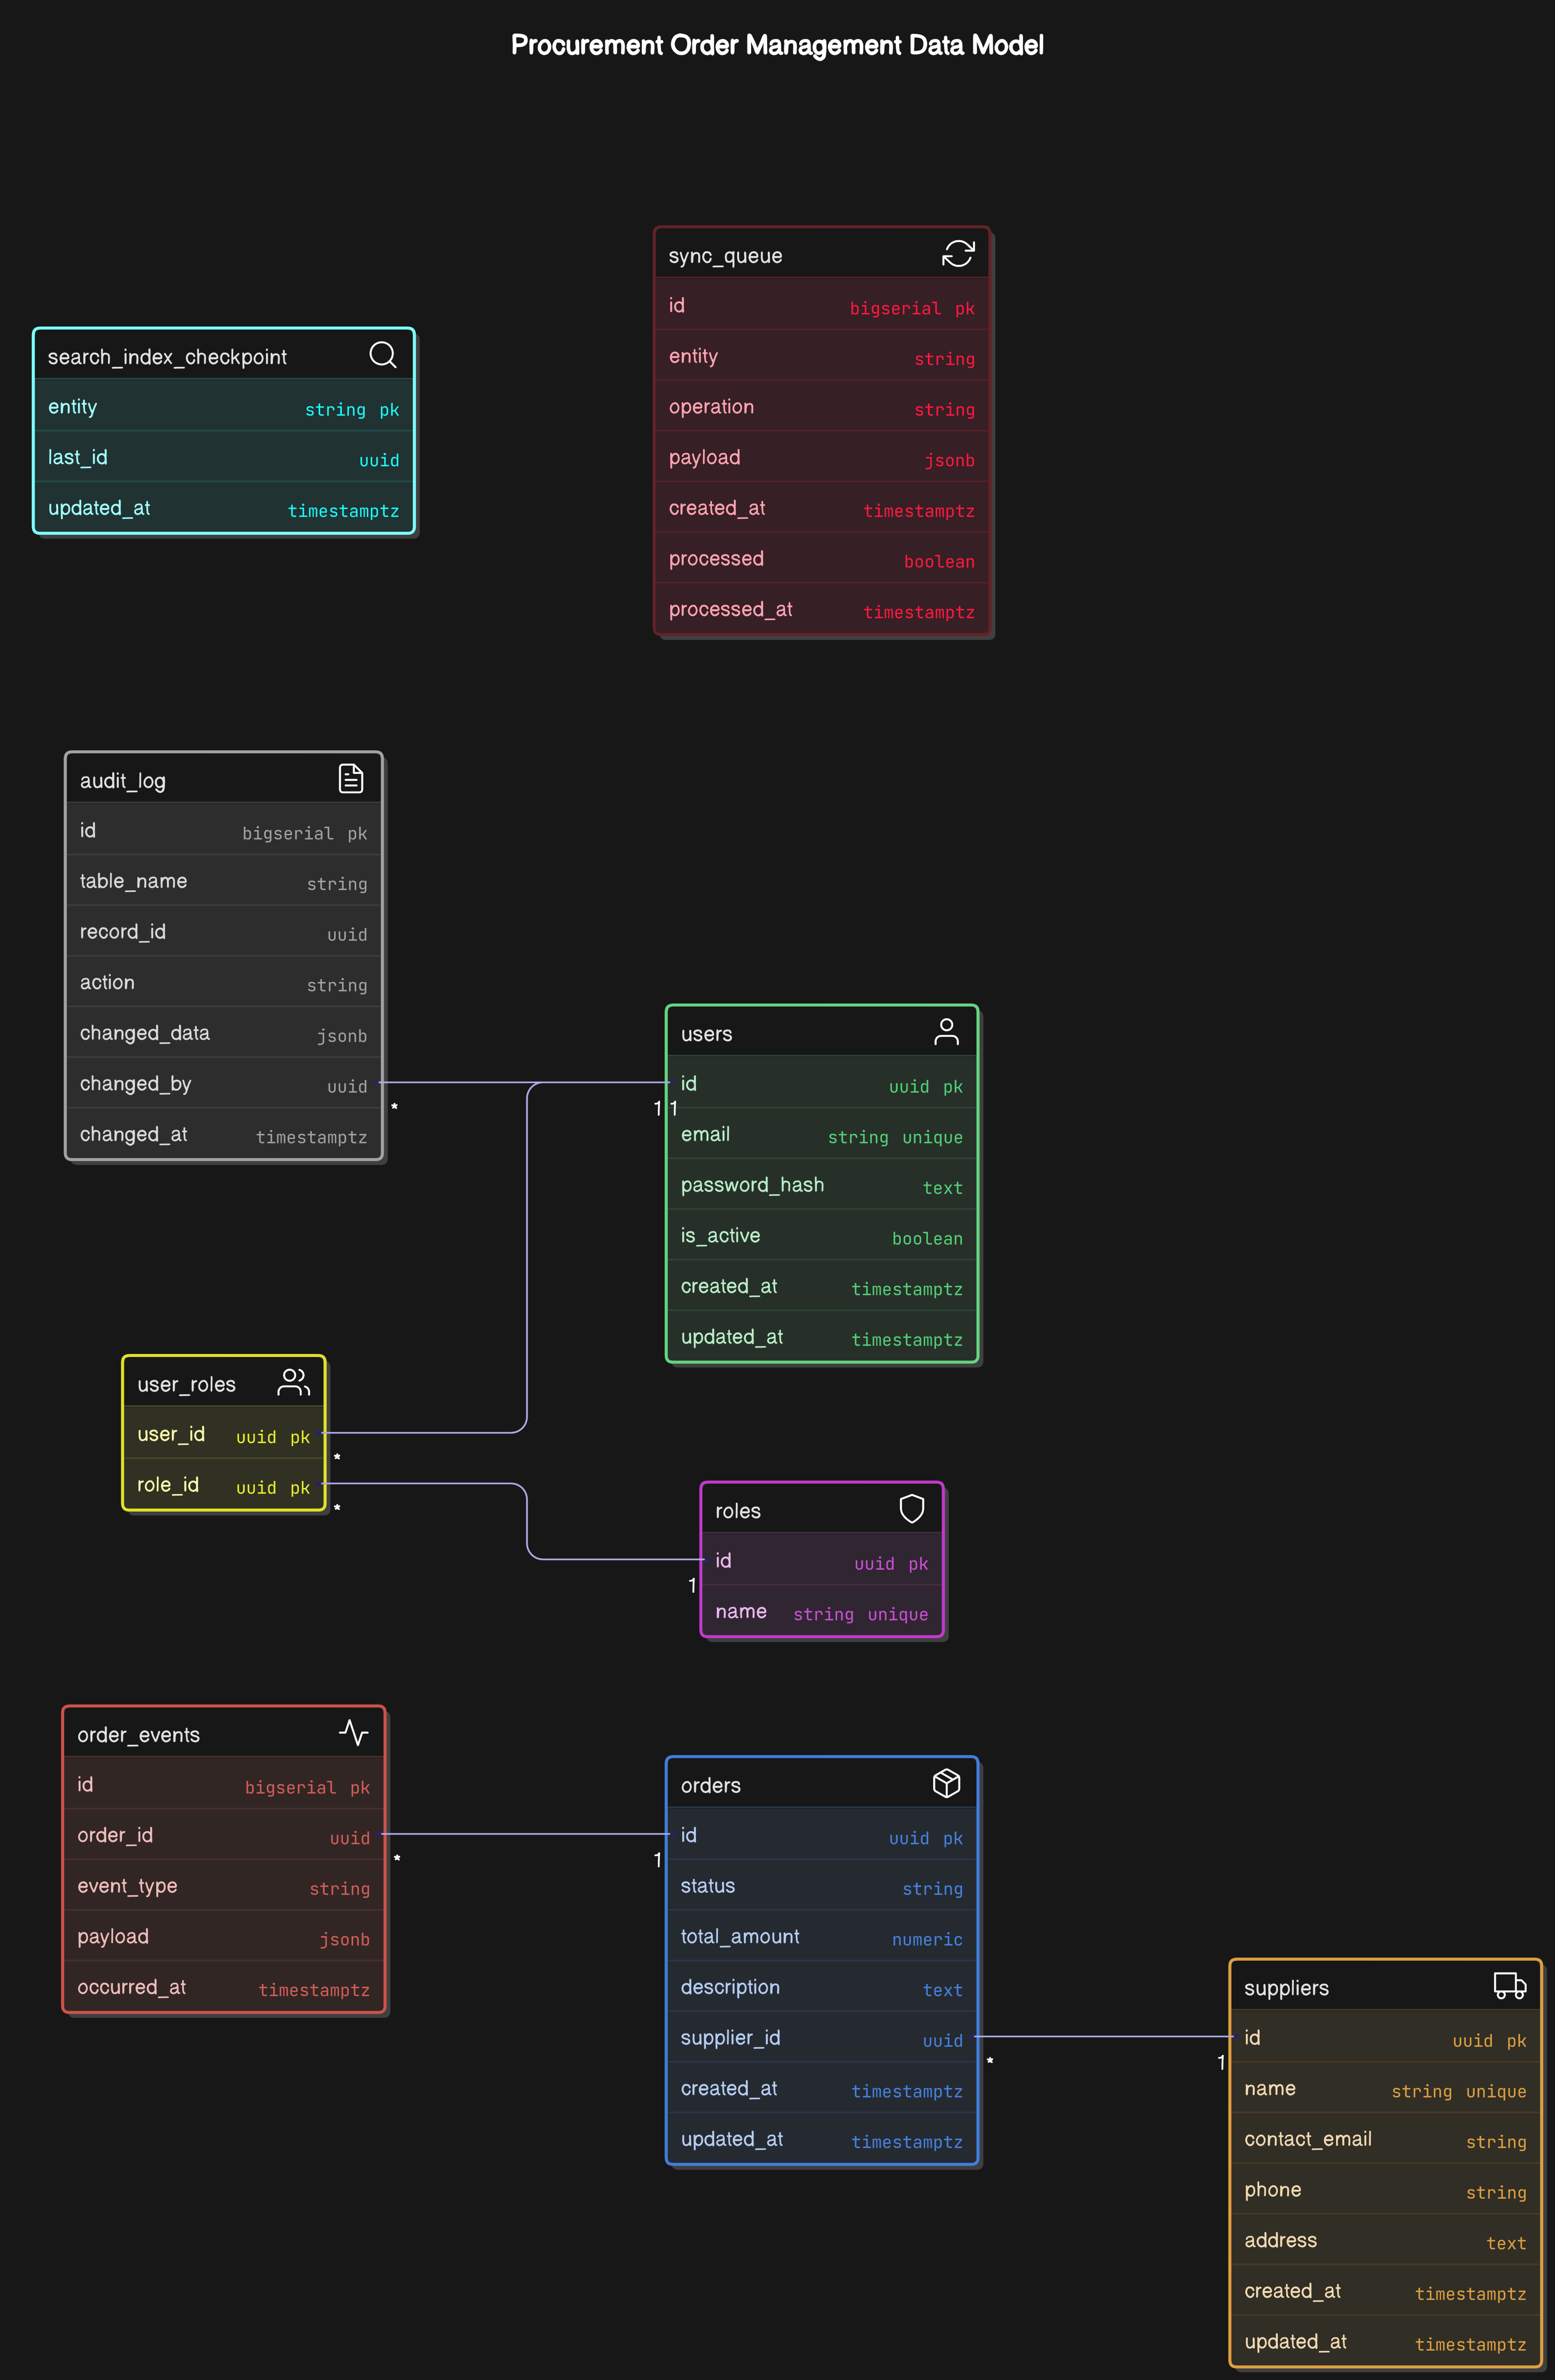 Procurement Order Management Data Model
sync_queue
id bigserial pk
entity string
operation string
payload jsonb
created_at timestamptz
processed boolean
processed_at timestamptz
search_index_checkpoint
entity string pk
last_id uuid
updated_at timestamptz
audit_log
id bigserial pk
table_name string
record_id uuid
action string
changed_data jsonb
changed_by uuid
*
changed_at timestamptz
users
id uuid pk
1 1
email string unique
password_hash text
is_active boolean
created_at timestamptz
updated_at timestamptz
user_roles
user_id uuid pk
*
role_id uuid pk
*
roles
id uuid pk
1
name string unique
order_events
id bigserial pk
order_id uuid
*
event_type string
payload jsonb
occurred_at timestamptz
orders
id uuid pk
1
status string
total_amount numeric
description text
supplier_id uuid
*
created_at timestamptz
updated_at timestamptz
suppliers
id uuid pk
1
name string unique
contact_email string
phone string
address text
created_at timestamptz
updated_at timestamptz